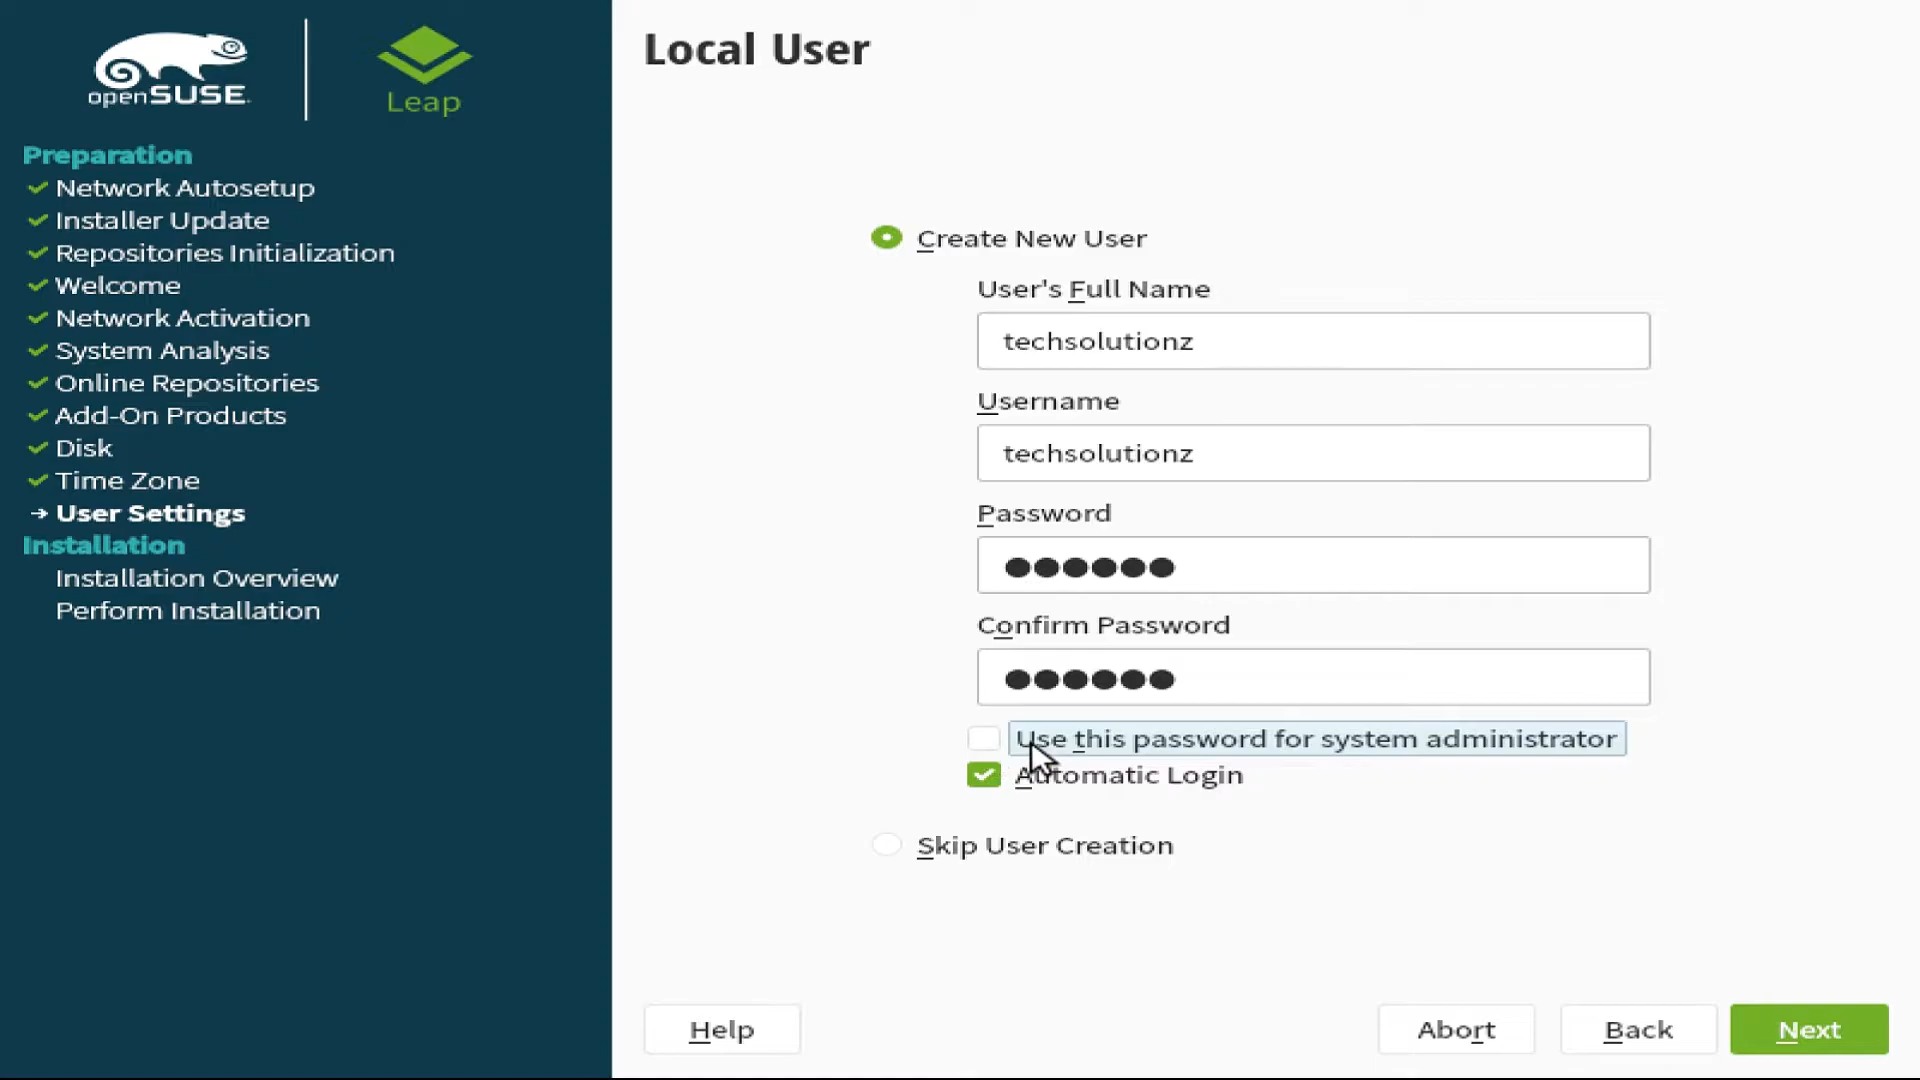 openSUSE
Leap
Preparation
Network Autosetup
Installer Update
Repositories Initialization
Welcome
Network Activation
System Analysis
Online Repositories
Add-On Products
Disk
Time Zone
User Settings
Installation
Installation Overview
Perform Installation
Local User
Create New User
User's Full Name
techsolutionz
Username
techsolutionz
Password
●●●●●●
Confirm Password
●●●●●●
Use this password for system administrator
Automatic Login
Skip User Creation
Help
Abort
Back
Next